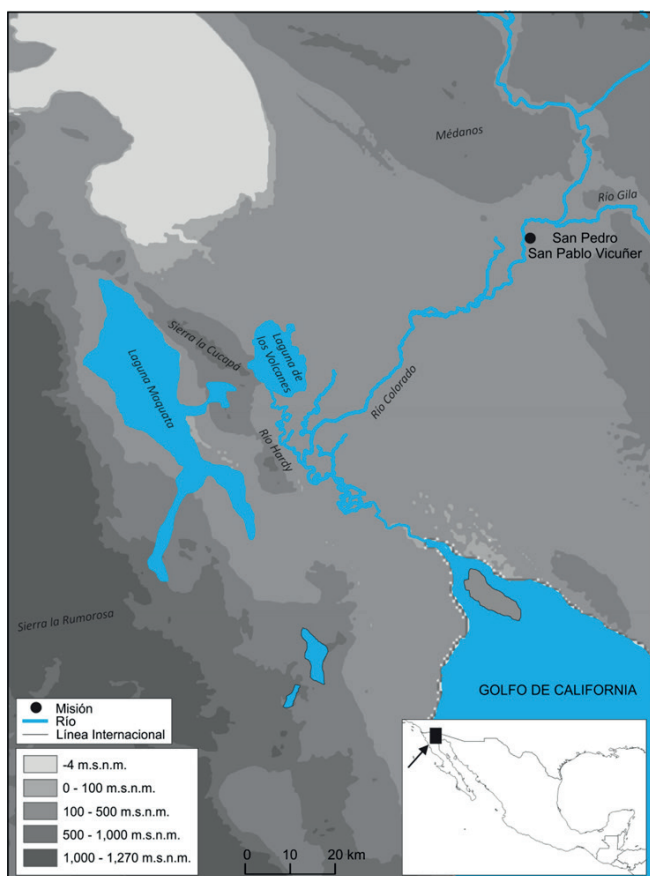 Médanos
Río Gila
San Pedro
San Pablo Vicuñer
Sierra la Cucapá
Laguna de
los Volcanes
Laguna Maquata
Río Colorado
Río Hardy
Sierra la Rumorosa
GOLFO DE CALIFORNIA
Misión
Río
Línea Internacional
-4 m.s.n.m.
0 - 100 m.s.n.m.
100 - 500 m.s.n.m.
500 - 1,000 m.s.n.m.
1,000 - 1,270 m.s.n.m.
0 10 20 km